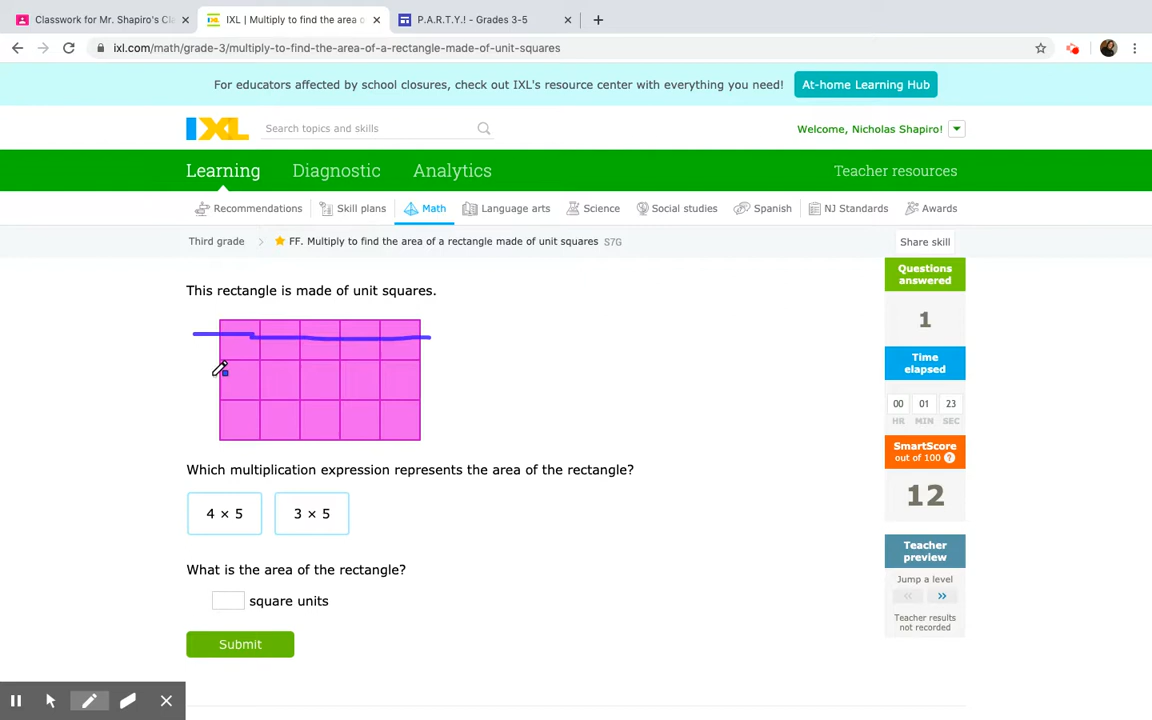 Classwork for Mr. Shapiro's Cl
IXL | Multiply to find the area o
P.A.R.T.Y.! - Grades 3-5
ixl.com/math/grade-3/multiply-to-find-the-area-of-a-rectangle-made-of-unit-squares
For educators affected by school closures, check out IXL's resource center with everything you need!
At-home Learning Hub
IXL
Search topics and skills
Welcome, Nicholas Shapiro!
Learning
Diagnostic
Analytics
Teacher resources
Recommendations
Skill plans
Math
Language arts
Science
Social studies
Spanish
NJ Standards
Awards
Third grade
FF. Multiply to find the area of a rectangle made of unit squares S7G
Share skill
This rectangle is made of unit squares.
Questions
answered
1
Time
elapsed
00 01 23
HR MIN SEC
SmartScore
out of 100 ?
12
Which multiplication expression represents the area of the rectangle?
4 × 5
3 × 5
What is the area of the rectangle?
square units
Submit
Teacher
preview
Jump a level
Teacher results
not recorded